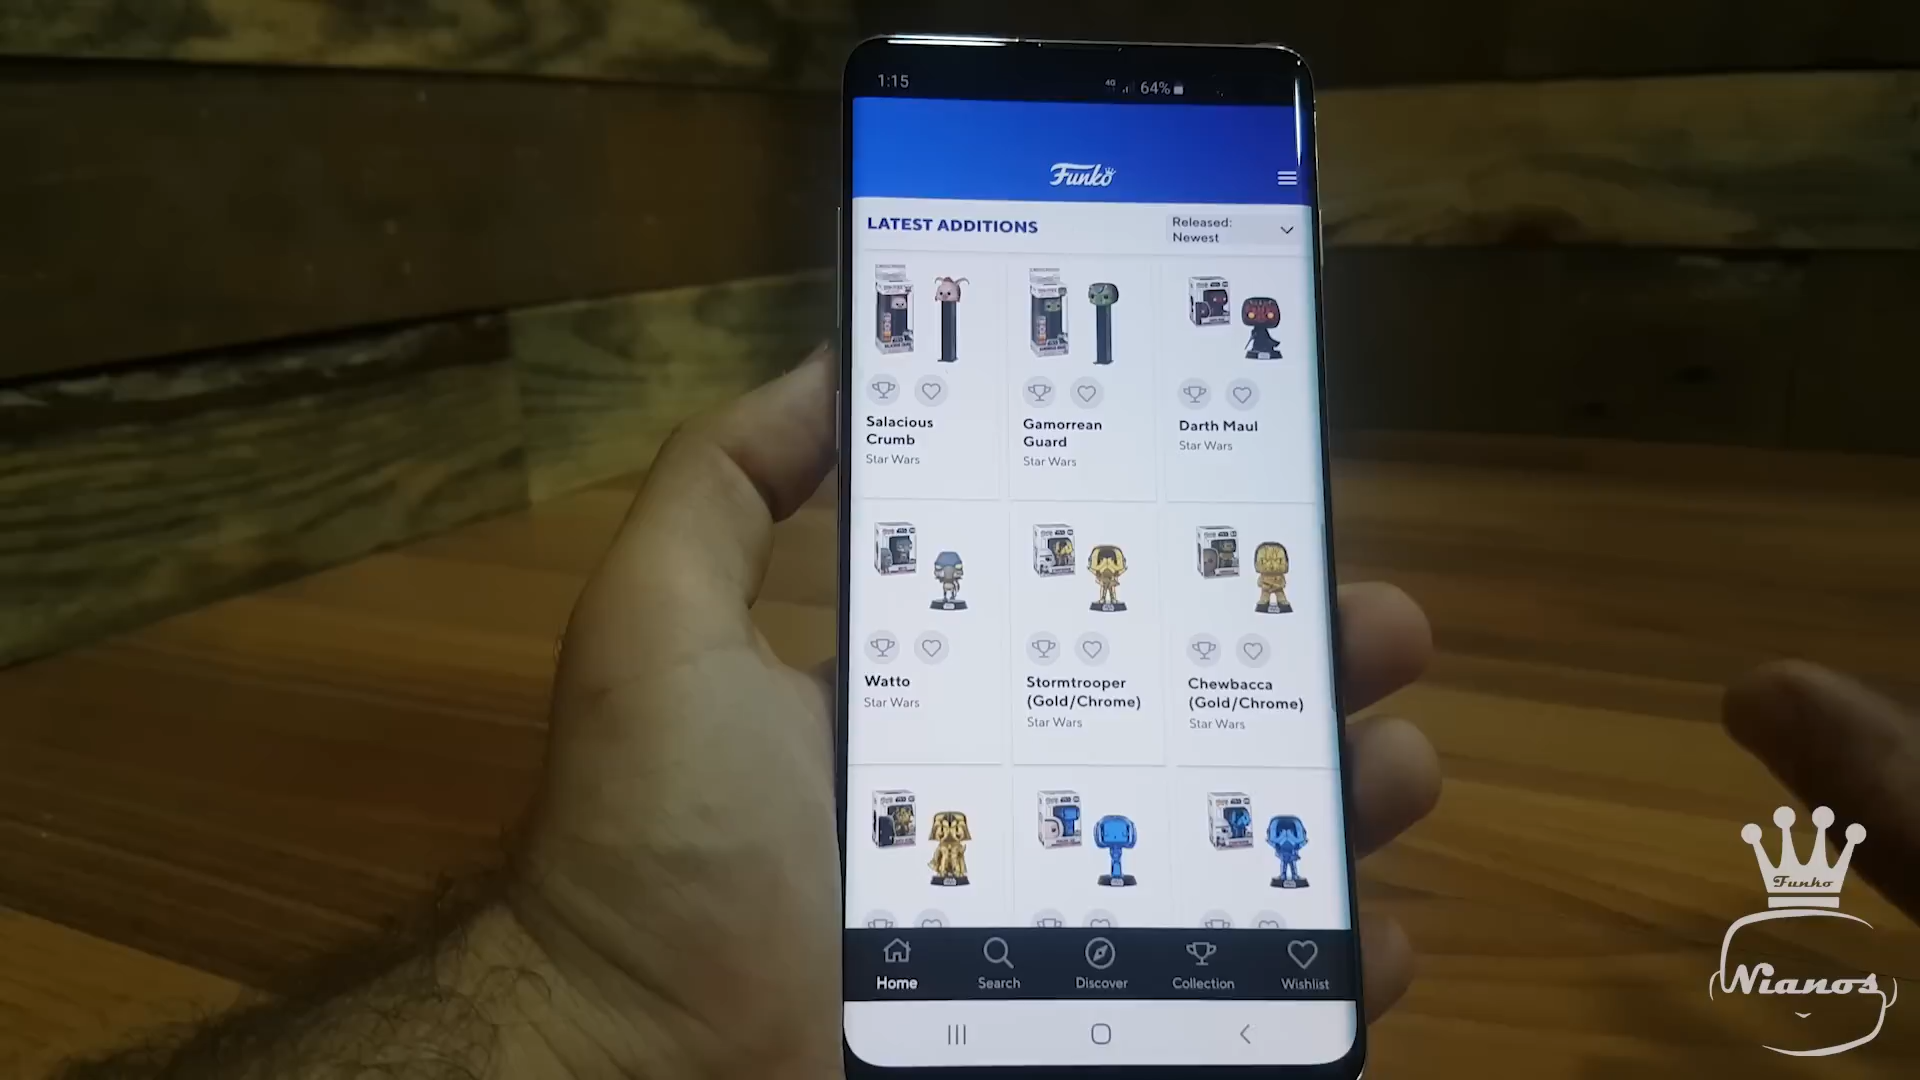 1:15
4G 64%
Funko
LATEST ADDITIONS
Released:
Newest
Salacious
Crumb
Star Wars
Gamorrean
Guard
Star Wars
Darth Maul
Star Wars
Watto
Star Wars
Stormtrooper
(Gold/Chrome)
Star Wars
Chewbacca
(Gold/Chrome)
Star Wars
Home
Search
Discover
Collection
Wishlist
Funko
Nianos